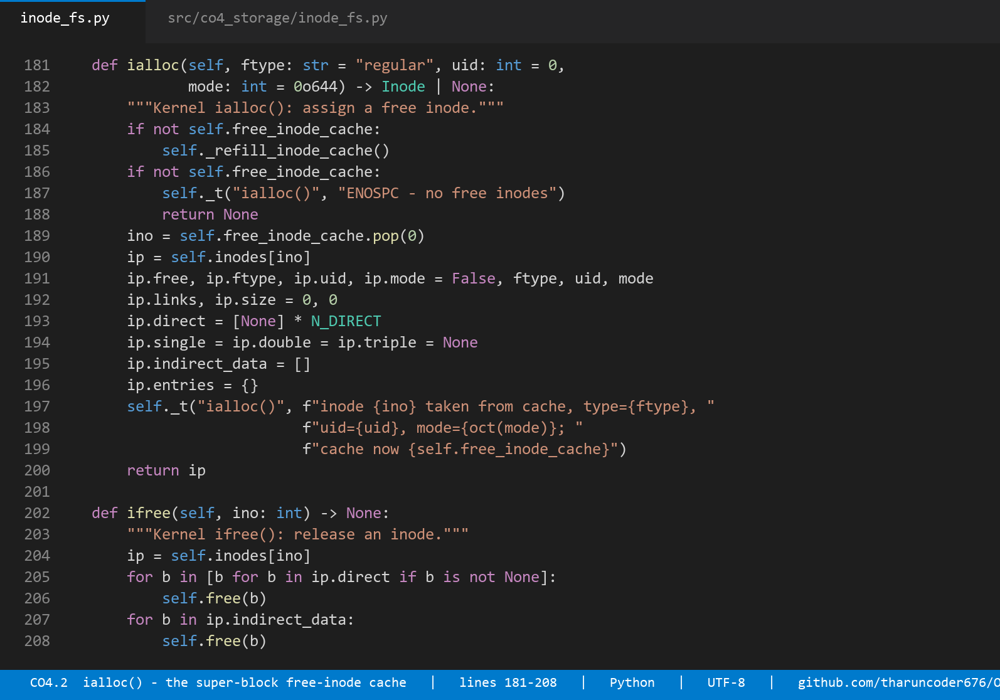 inode_fs.py src/co4_storage/inode_fs.py
181 def ialloc(self, ftype: str = "regular", uid: int = 0,
182 mode: int = 0o644) -> Inode | None:
183 """Kernel ialloc(): assign a free inode."""
184 if not self.free_inode_cache:
185 self._refill_inode_cache()
186 if not self.free_inode_cache:
187 self._t("ialloc()", "ENOSPC - no free inodes")
188 return None
189 ino = self.free_inode_cache.pop(0)
190 ip = self.inodes[ino]
191 ip.free, ip.ftype, ip.uid, ip.mode = False, ftype, uid, mode
192 ip.links, ip.size = 0, 0
193 ip.direct = [None] * N_DIRECT
194 ip.single = ip.double = ip.triple = None
195 ip.indirect_data = []
196 ip.entries = {}
197 self._t("ialloc()", f"inode {ino} taken from cache, type={ftype}, "
198 f"uid={uid}, mode={oct(mode)}; "
199 f"cache now {self.free_inode_cache}")
200 return ip
201
202 def ifree(self, ino: int) -> None:
203 """Kernel ifree(): release an inode."""
204 ip = self.inodes[ino]
205 for b in [b for b in ip.direct if b is not None]:
206 self.free(b)
207 for b in ip.indirect_data:
208 self.free(b)
CO4.2 ialloc() - the super-block free-inode cache | lines 181-208 | Python | UTF-8 | github.com/tharuncoder676/O